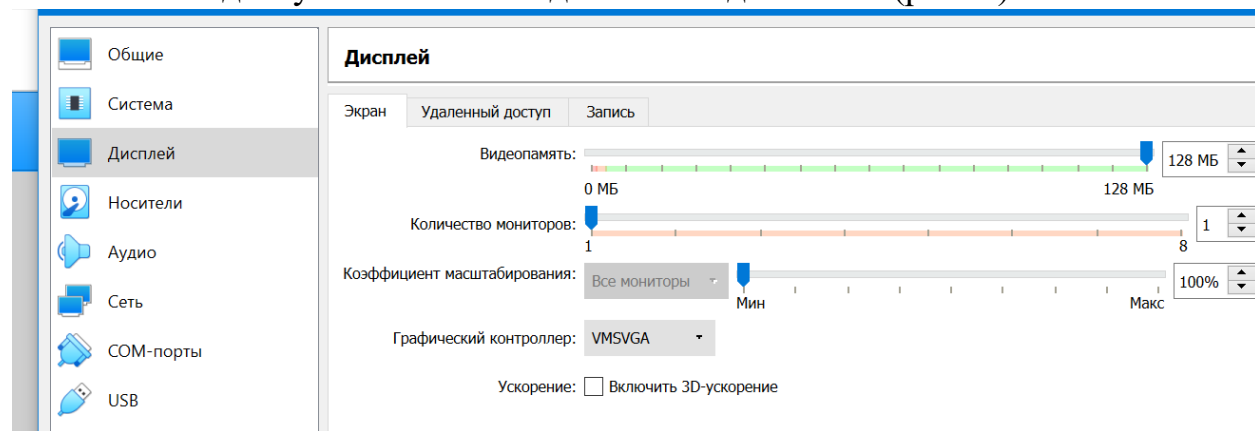 Общие
Система
Дисплей
Носители
Аудио
Сеть
COM-порты
USB
Дисплей
Экран Удаленный доступ Запись
Видеопамять: 128 МБ
0 МБ 128 МБ
Количество мониторов: 1
1 8
Коэффициент масштабирования: Все мониторы 100%
Мин Макс
Графический контроллер: VMSVGA
Ускорение: Включить 3D-ускорение